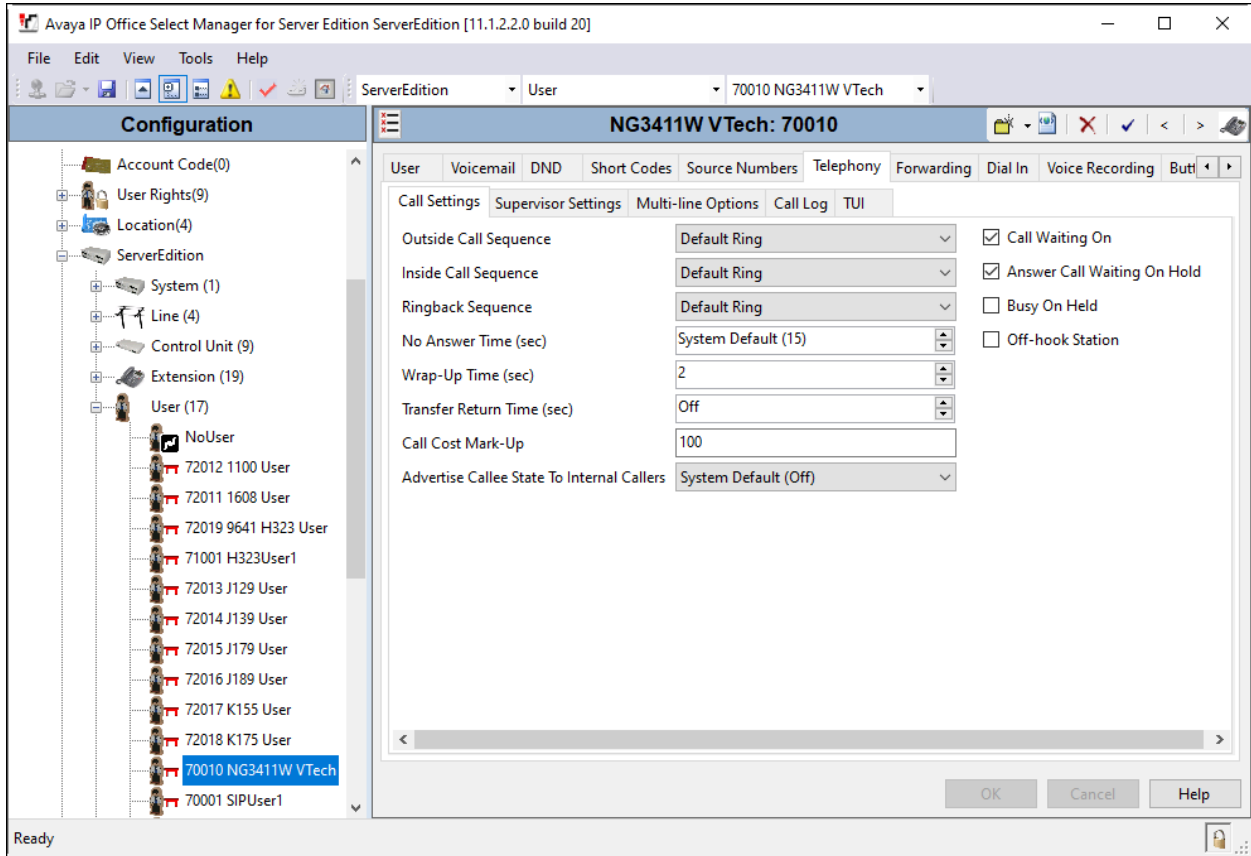 Avaya IP Office Select Manager for Server Edition ServerEdition [11.1.2.2.0 build 20]
File Edit View Tools Help
ServerEdition User 70010 NG3411W VTech
Configuration
Account Code(0)
User Rights(9)
Location(4)
ServerEdition
System (1)
Line (4)
Control Unit (9)
Extension (19)
User (17)
NoUser
72012 1100 User
72011 1608 User
72019 9641 H323 User
71001 H323User1
72013 J129 User
72014 J139 User
72015 J179 User
72016 J189 User
72017 K155 User
72018 K175 User
70010 NG3411W VTech
70001 SIPUser1
NG3411W VTech: 70010
User Voicemail DND Short Codes Source Numbers Telephony Forwarding Dial In Voice Recording Butt
Call Settings Supervisor Settings Multi-line Options Call Log TUI
Outside Call Sequence Default Ring Call Waiting On
Inside Call Sequence Default Ring Answer Call Waiting On Hold
Ringback Sequence Default Ring Busy On Held
No Answer Time (sec) System Default (15) Off-hook Station
Wrap-Up Time (sec) 2
Transfer Return Time (sec) Off
Call Cost Mark-Up 100
Advertise Callee State To Internal Callers System Default (Off)
OK Cancel Help
Ready